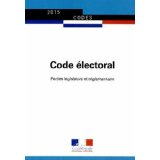 2015
CODES
Code électoral
Parties législative et réglementaire